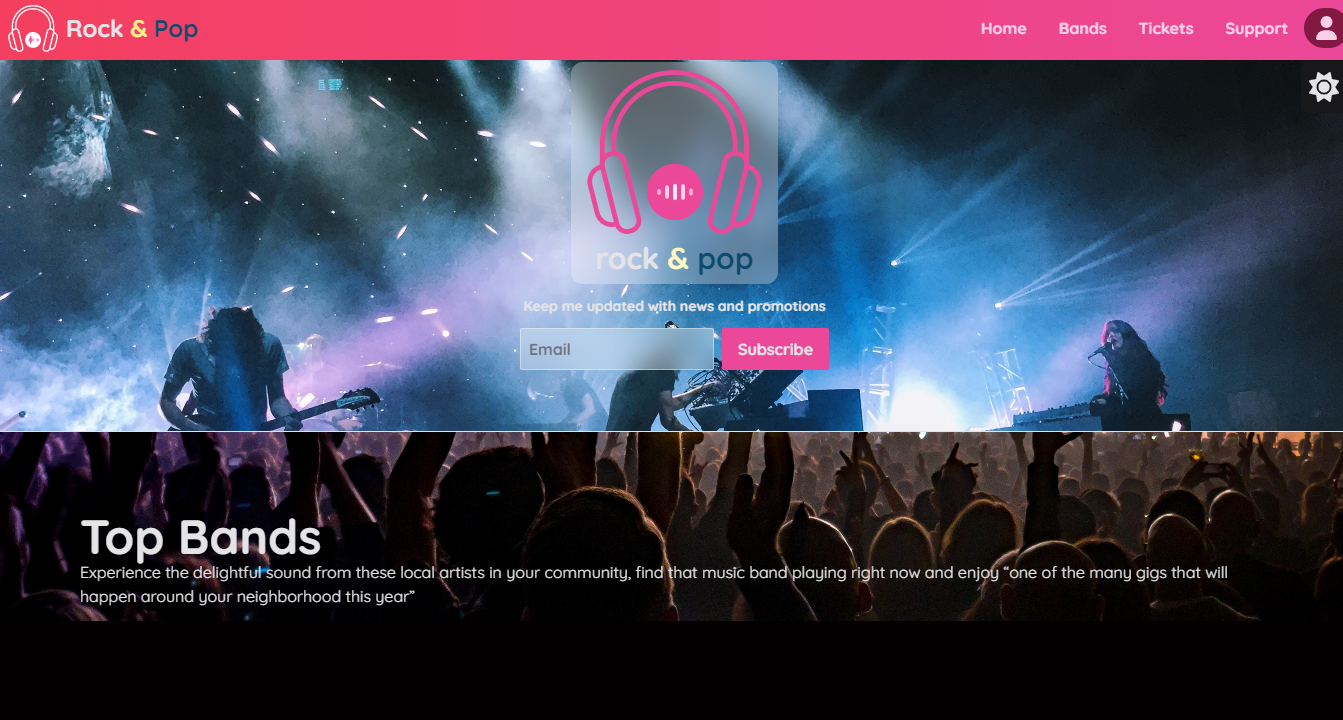 Rock & Pop
Home Bands Tickets Support
rock & pop
Keep me updated with news and promotions
Email Subscribe
Top Bands
Experience the delightful sound from these local artists in your community, find that music band playing right now and enjoy “one of the many gigs that will
happen around your neighborhood this year”